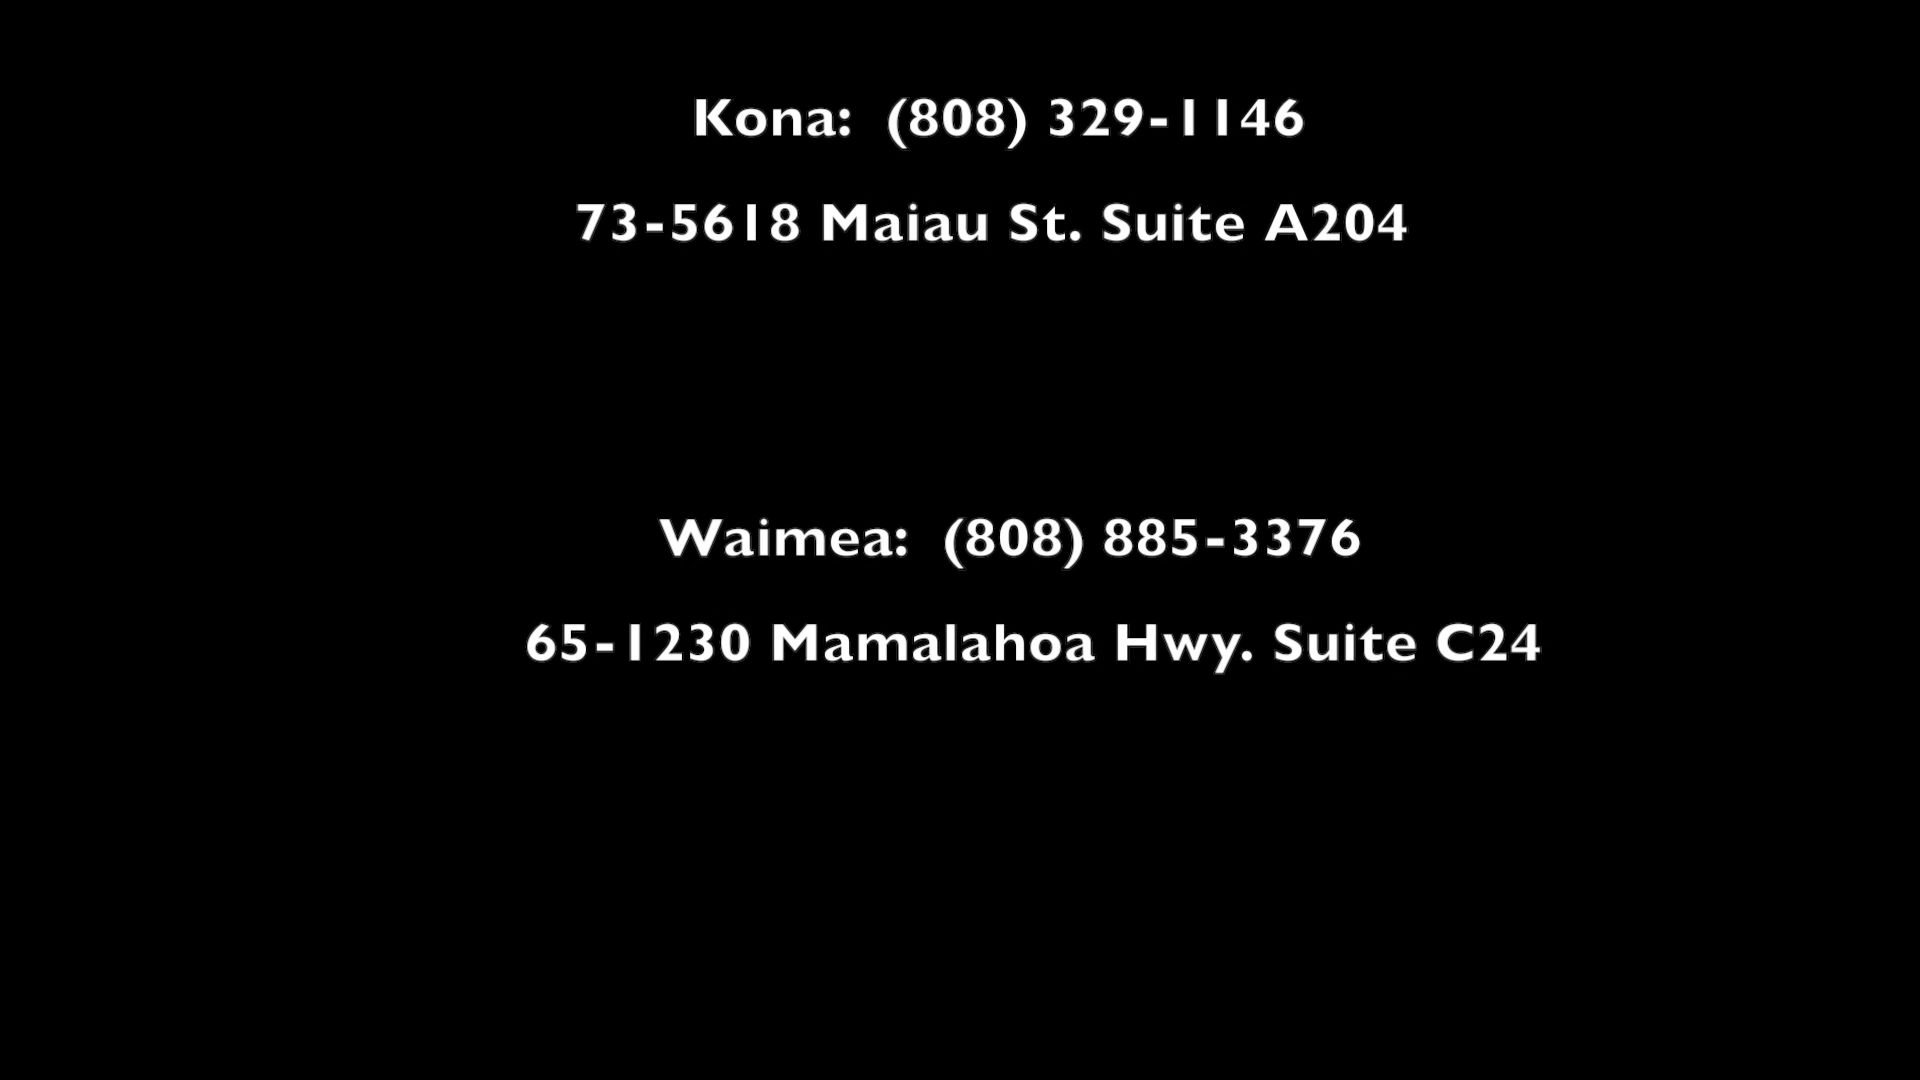 Kona:  (808) 329-1146
73-5618 Maiau St. Suite A204
Waimea:  (808) 885-3376
65-1230 Mamalahoa Hwy. Suite C24